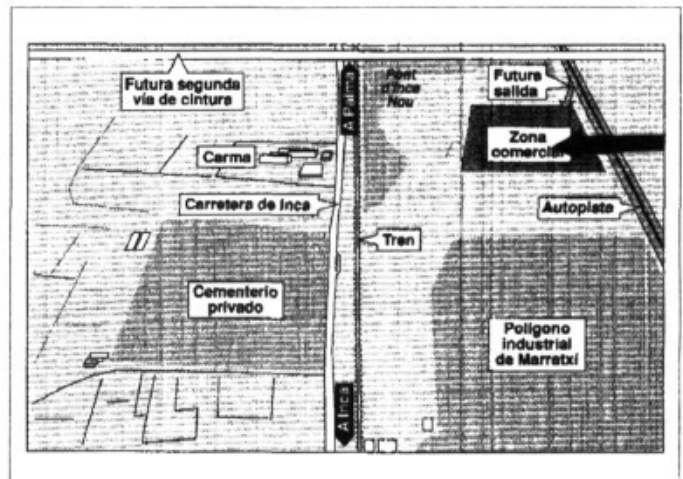 Futura segunda
vía de cintura
A Palma
Pont
d'Inca
Nou
Futura
salida
Zona
comercial
Carma
Carretera de Inca
Autopista
Tren
Cementerio
privado
Polígono
industrial
de Marratxí
A Inca